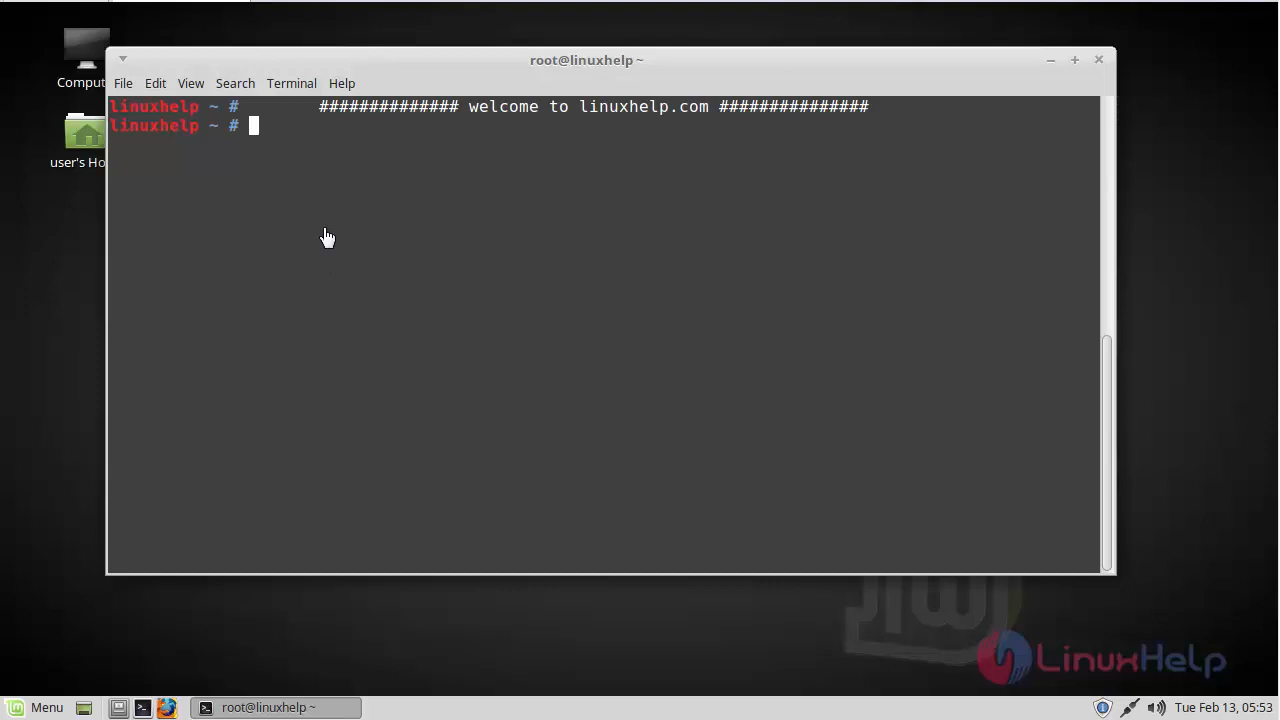 Comput
user's Ho
root@linuxhelp ~
File Edit View Search Terminal Help
linuxhelp ~ #        ############## welcome to linuxhelp.com ###############
linuxhelp ~ #
LinuxHelp
Menu
root@linuxhelp ~
Tue Feb 13, 05:53